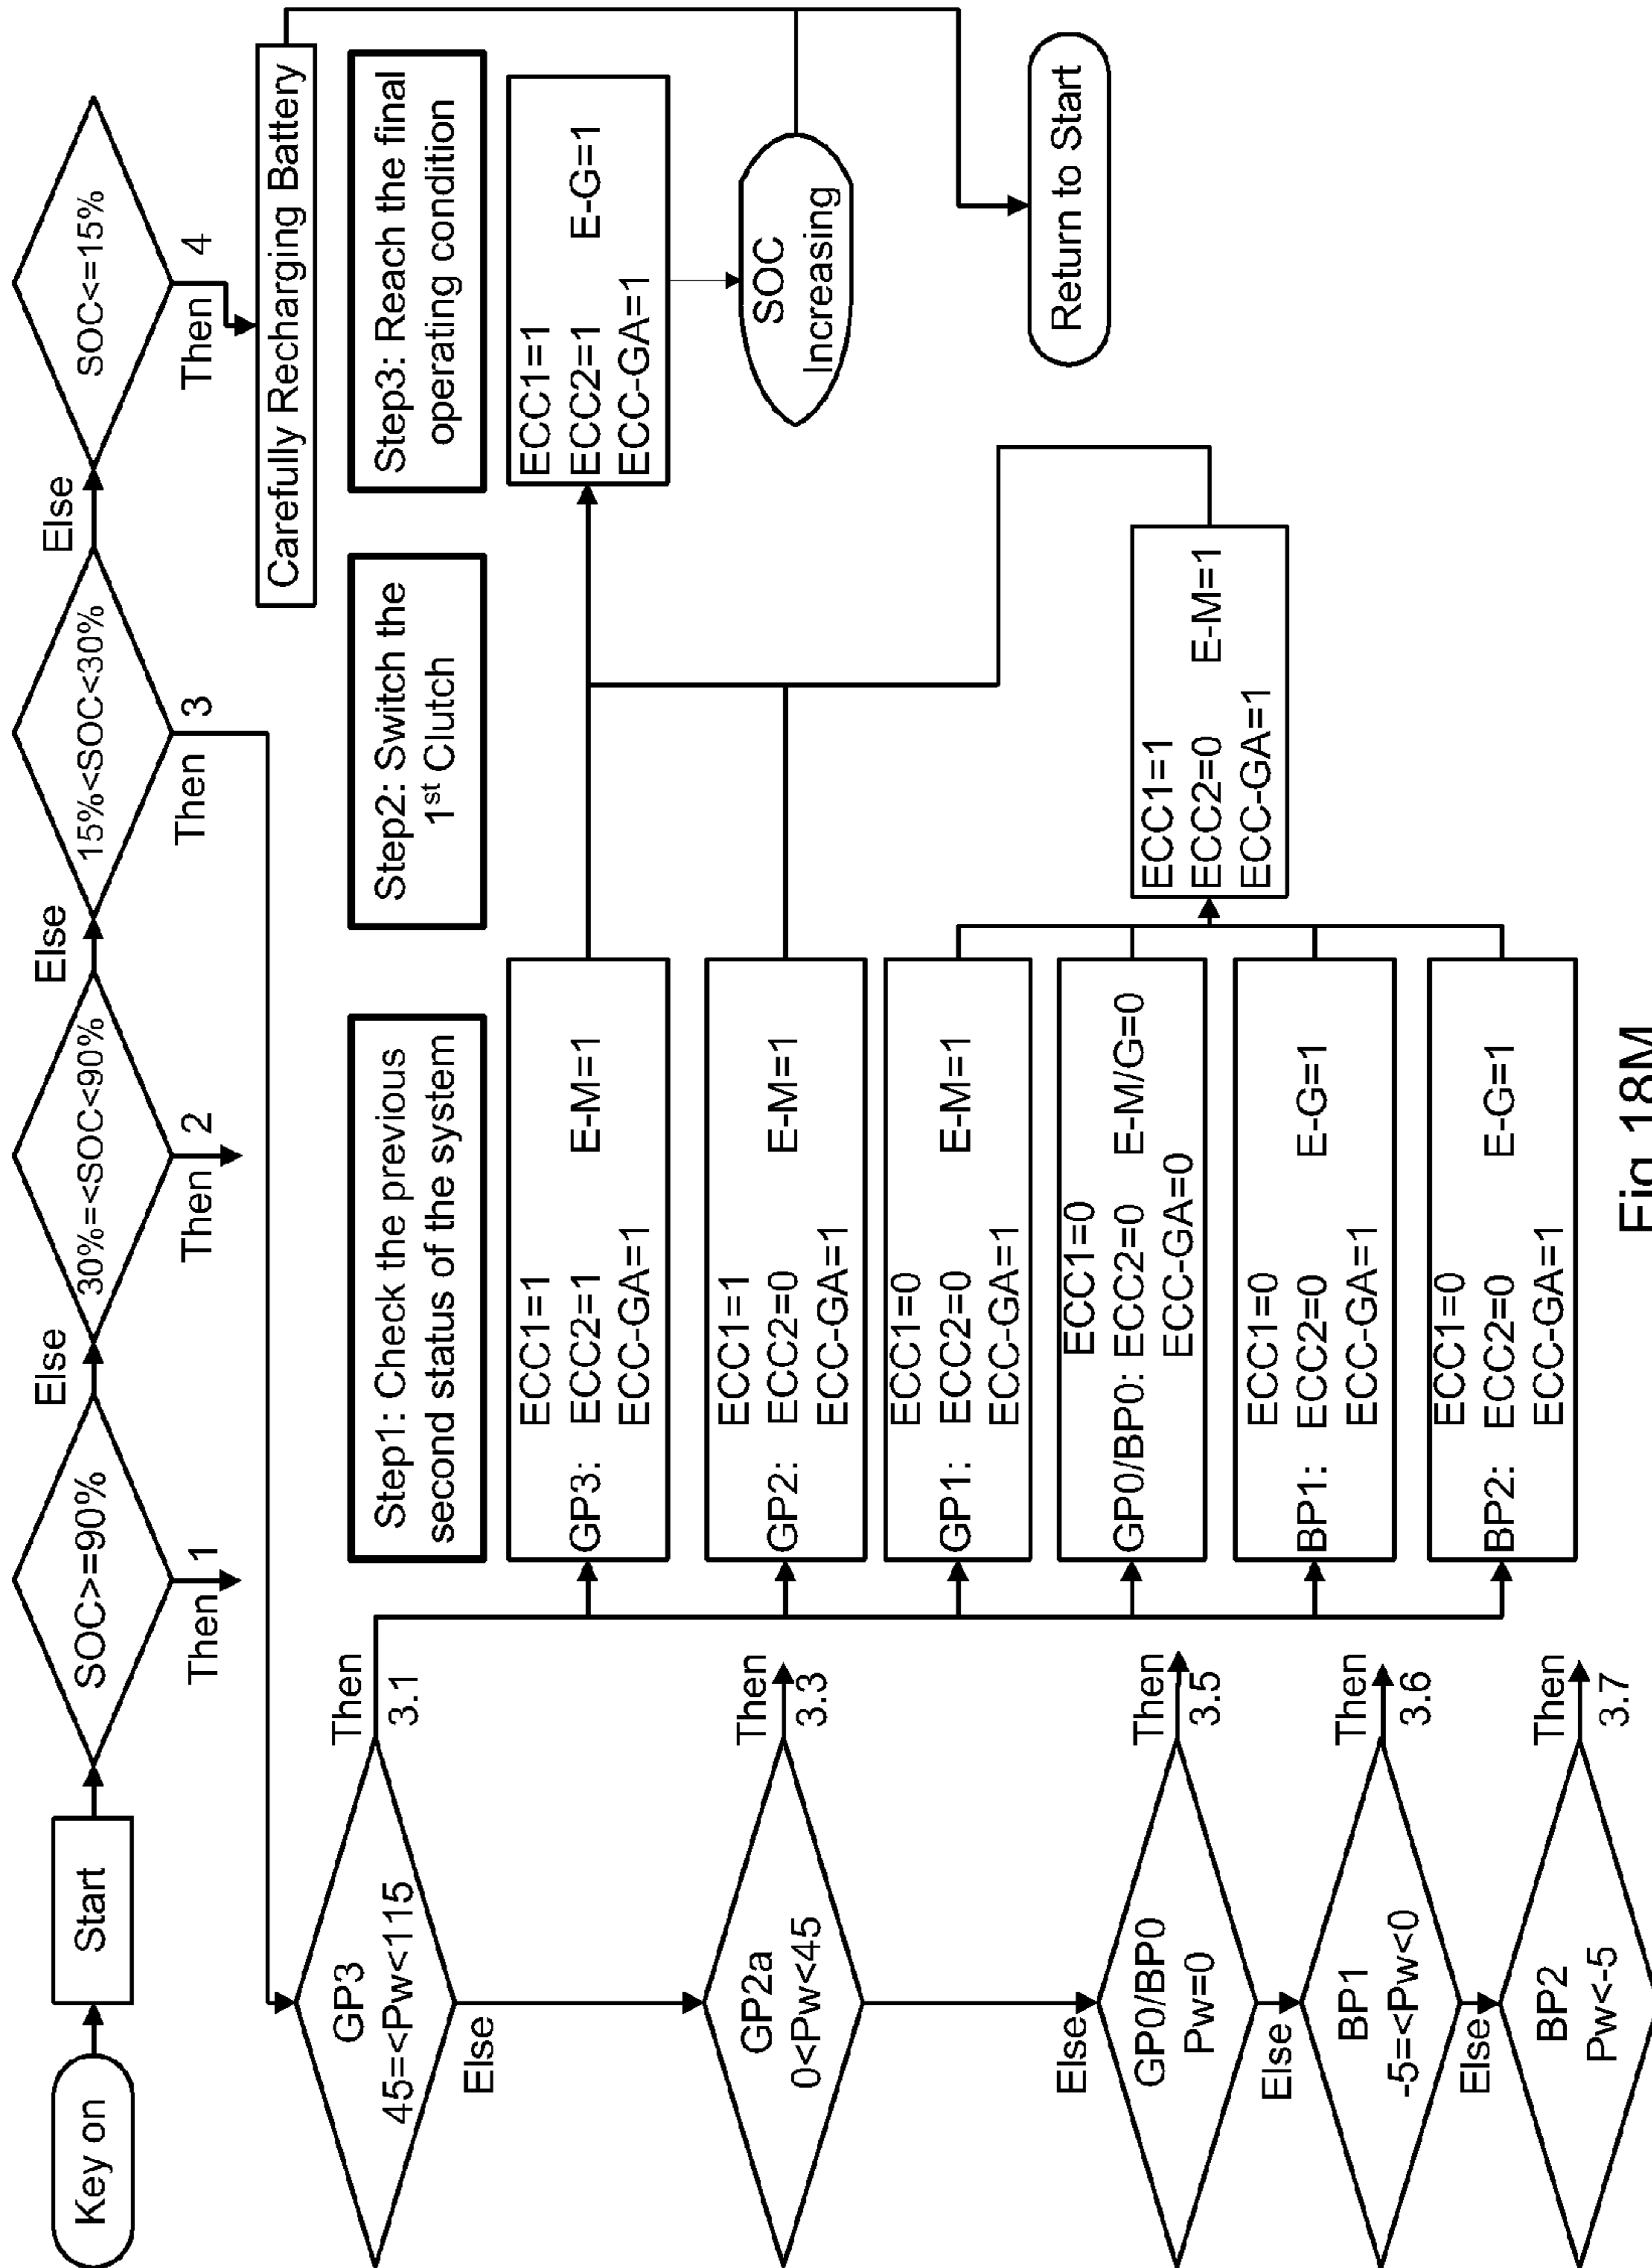 Key on
Start
SOC>=90%
Then 1
Else
30%=<SOC<90%
Then 2
Else
15%<SOC<30%
Then 3
Else
SOC<=15%
Then 4
Carefully Recharging Battery
GP3
45=<Pw<115
Then
3.1
Else
GP2a
0<Pw<45
Then
3.3
Else
GP0/BP0
Pw=0
Then
3.5
Else
BP1
-5=<Pw<0
Then
3.6
Else
BP2
Pw<-5
Then
3.7
Step1: Check the previous
second status of the system
ECC1=1
GP3: ECC2=1 E-M=1
ECC-GA=1
ECC1=1
GP2: ECC2=0 E-M=1
ECC-GA=1
ECC1=0
GP1: ECC2=0 E-M=1
ECC-GA=1
ECC1=0
GP0/BP0: ECC2=0 E-M/G=0
ECC-GA=0
ECC1=0
BP1: ECC2=0 E-G=1
ECC-GA=1
ECC1=0
BP2: ECC2=0 E-G=1
ECC-GA=1
Step2: Switch the
1st Clutch
ECC1=1
ECC2=0 E-M=1
ECC-GA=1
Step3: Reach the final
operating condition
ECC1=1
ECC2=1 E-G=1
ECC-GA=1
SOC
Increasing
Return to Start
Fig 18M